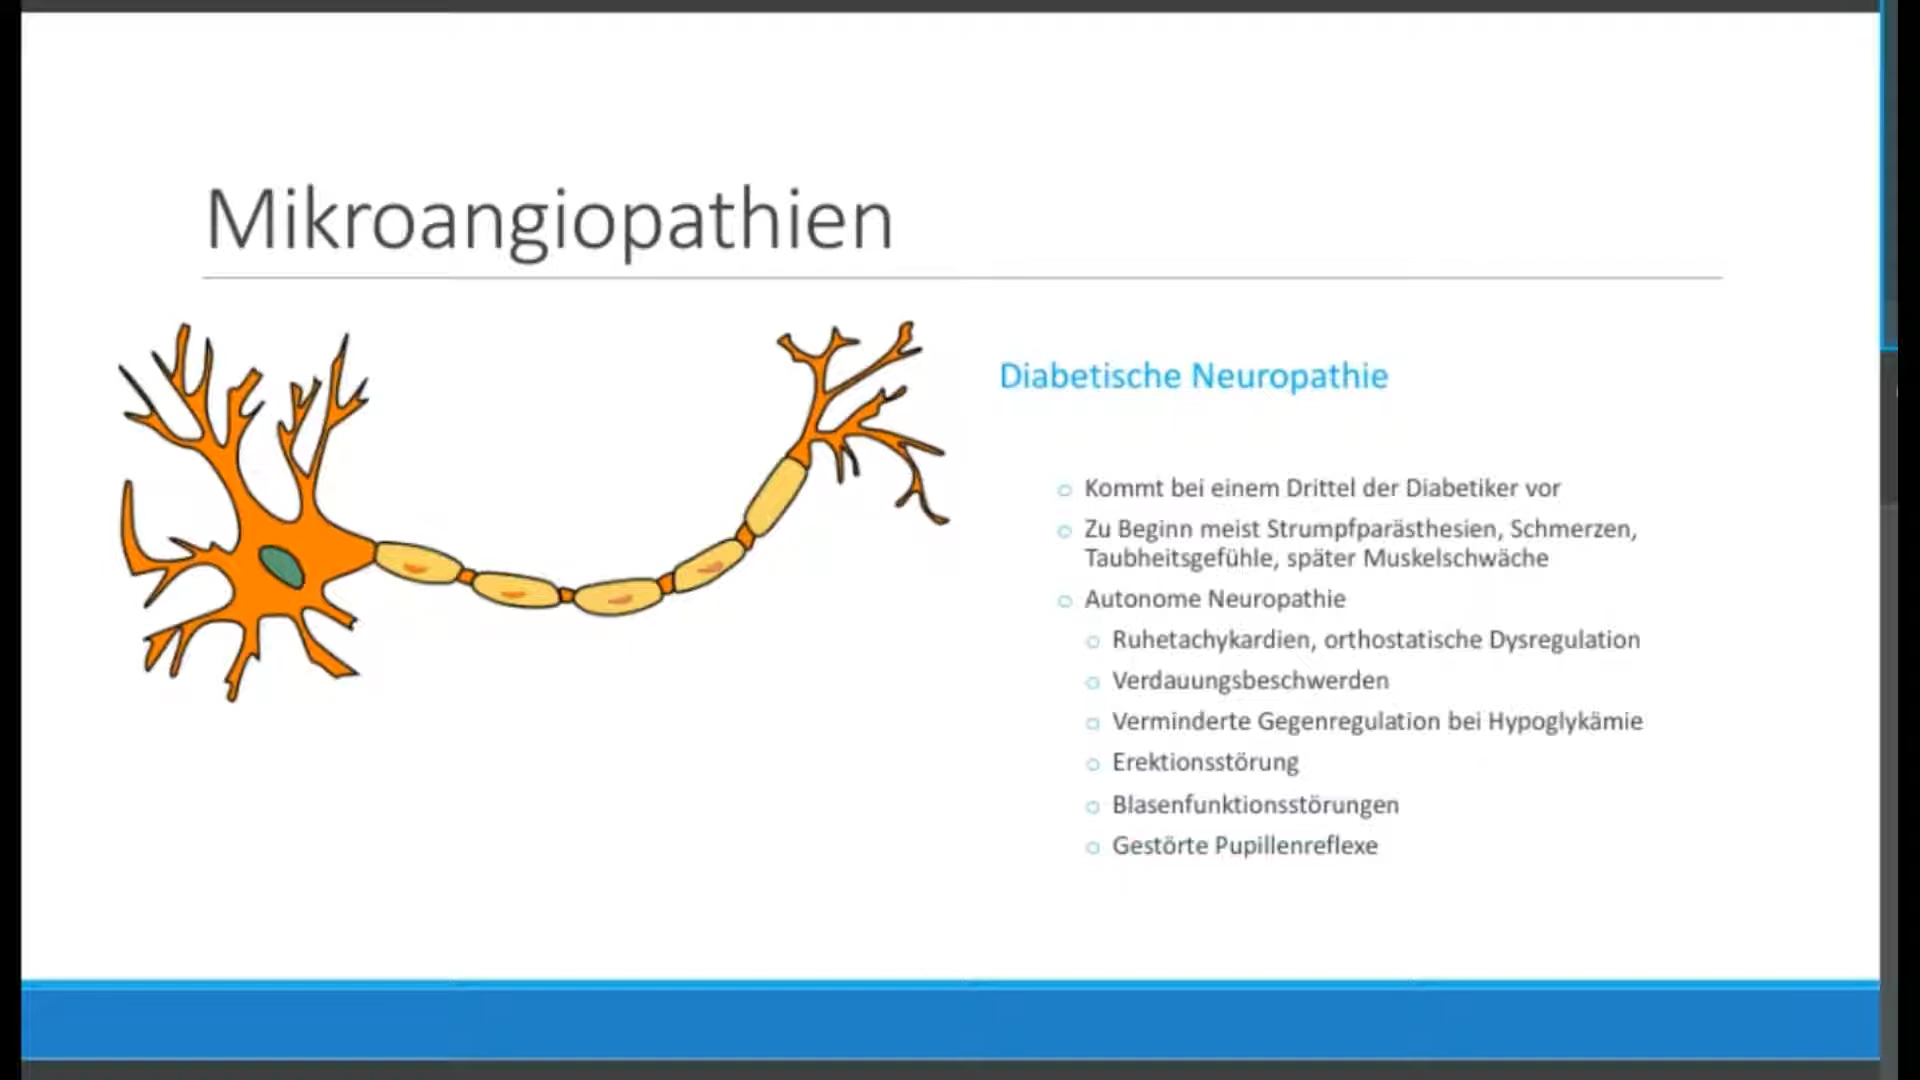 Mikroangiopathien
Diabetische Neuropathie
Kommt bei einem Drittel der Diabetiker vor
Zu Beginn meist Strumpfparästhesien, Schmerzen,
Taubheitsgefühle, später Muskelschwäche
Autonome Neuropathie
Ruhetachykardien, orthostatische Dysregulation
Verdauungsbeschwerden
Verminderte Gegenregulation bei Hypoglykämie
Erektionsstörung
Blasenfunktionsstörungen
Gestörte Pupillenreflexe